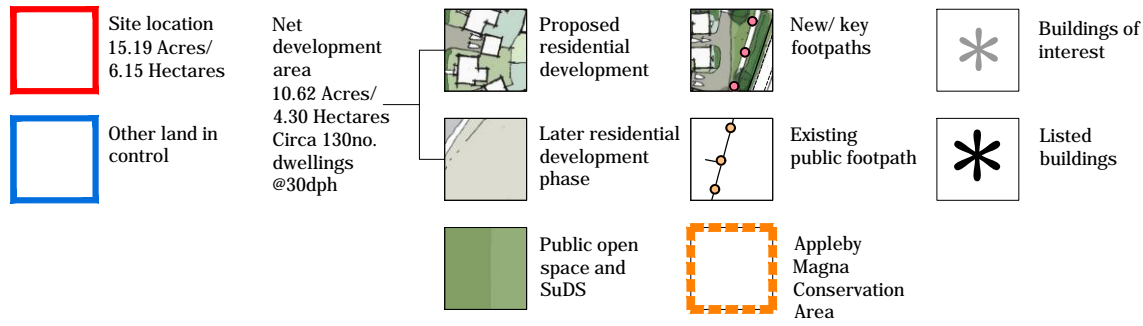 Site location
15.19 Acres/
6.15 Hectares
Other land in
control
Net
development
area
10.62 Acres/
4.30 Hectares
Circa 130no.
dwellings
@30dph
Proposed
residential
development
Later residential
development
phase
Public open
space and
SuDS
New/ key
footpaths
Existing
public footpath
Appleby
Magna
Conservation
Area
Buildings of
interest
Listed
buildings